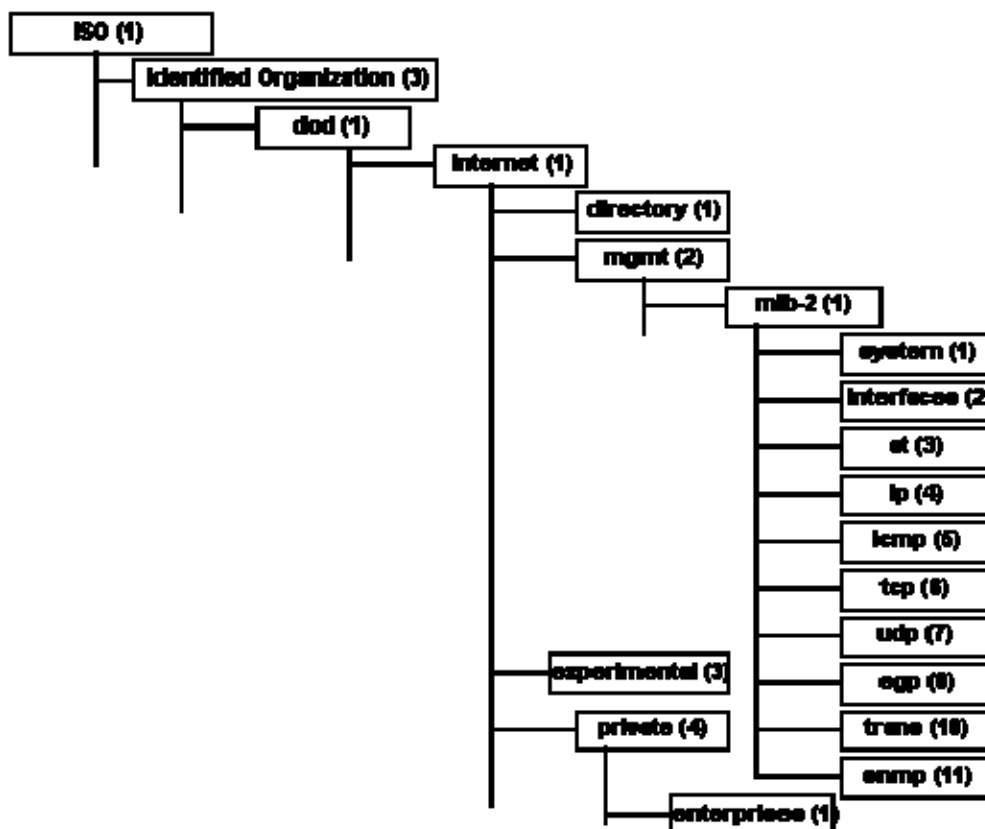 ISO (1)
Identified Organization (3)
dod (1)
Internet (1)
directory (1)
mgmt (2)
mib-2 (1)
system (1)
interfaces (2
at (3)
ip (4)
icmp (5)
tcp (6)
udp (7)
experimental (3)
egp (8)
private (4)
trans (10)
snmp (11)
enterprises (1)